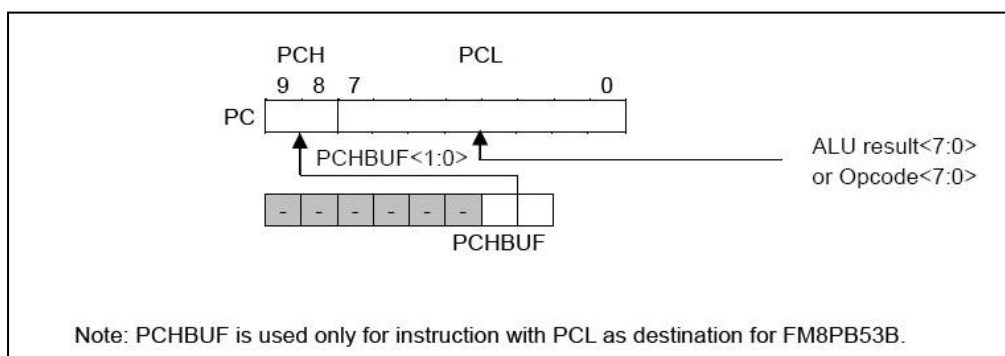 PCH PCL
9 8 7 0
PC
PCHBUF<1:0>
ALU result<7:0>
or Opcode<7:0>
- - - - - -
PCHBUF
Note: PCHBUF is used only for instruction with PCL as destination for FM8PB53B.